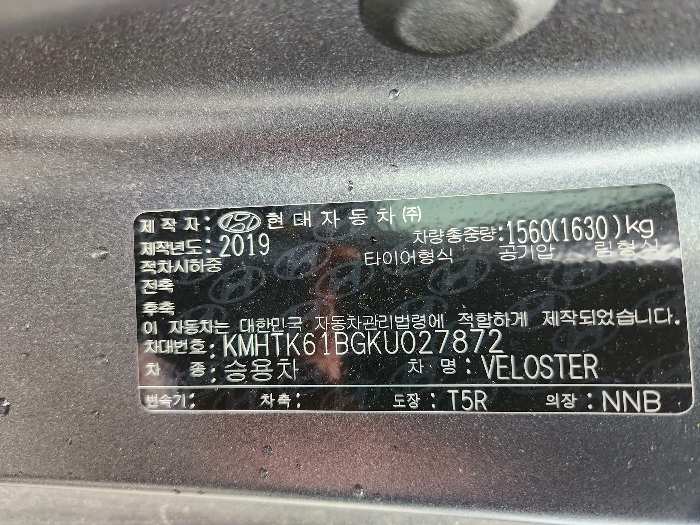 제작자: 현대자동차(주)
제작년도: 2019 차량총중량: 1560(1630)kg
적차시하중 타이어형식 공기압 림형식
전축
후축
이 자동차는 대한민국 자동차관리법령에 적합하게 제작되었습니다.
차대번호: KMHTK61BGKU027872
차종: 승용차 차명: VELOSTER
변속기: 차축: 도장: T5R 의장: NNB